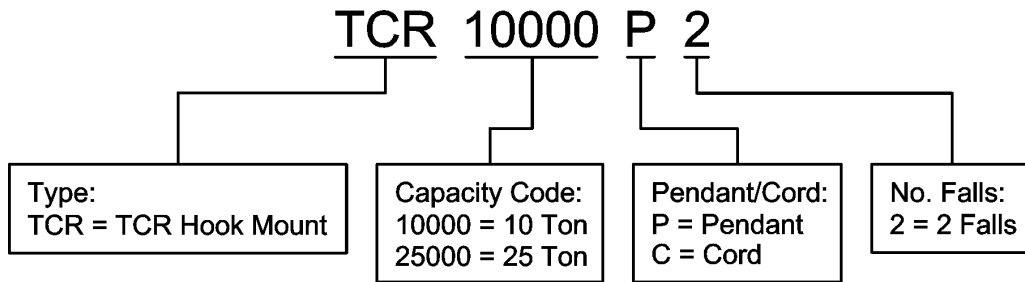 TCR 10000 P 2
Type:
TCR = TCR Hook Mount
Capacity Code:
10000 = 10 Ton
25000 = 25 Ton
Pendant/Cord:
P = Pendant
C = Cord
No. Falls:
2 = 2 Falls